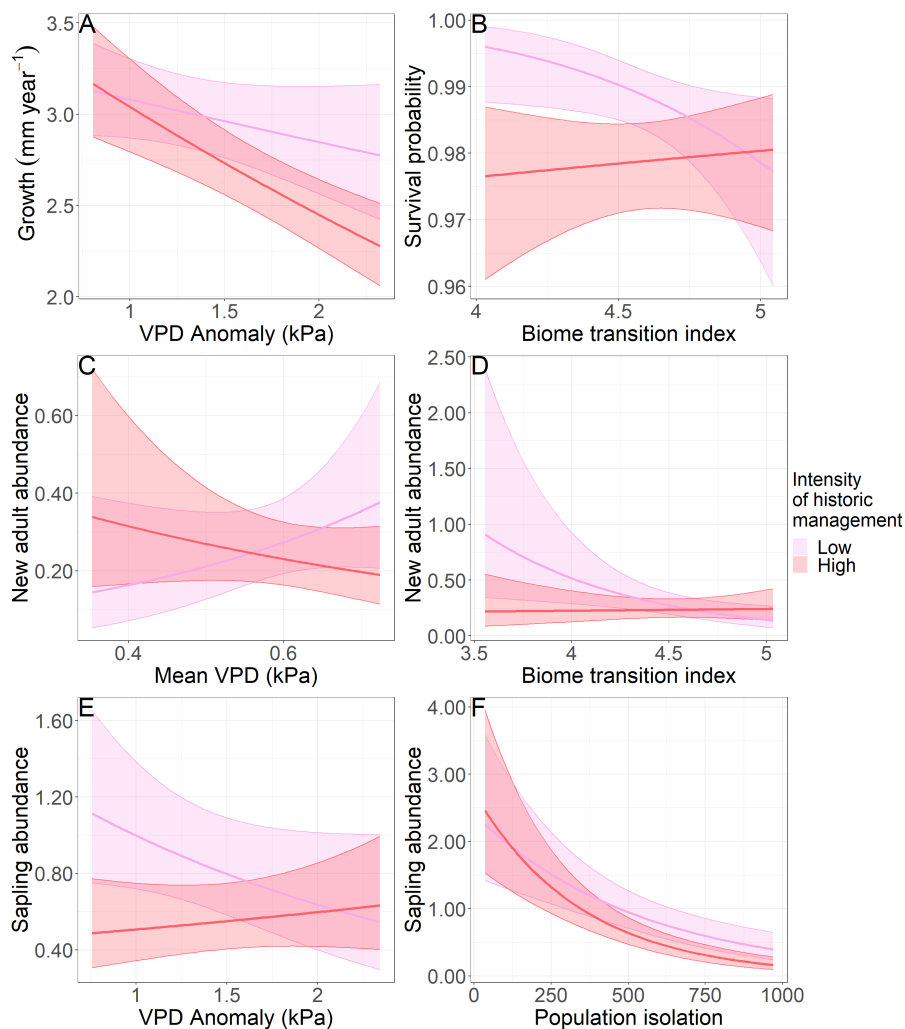 A
Growth (mm year⁻¹)
3.5
3.0
2.5
2.0
1
1.5
2
VPD Anomaly (kPa)
B
Survival probability
1.00
0.99
0.98
0.97
0.96
4
4.5
5
Biome transition index
C
New adult abundance
0.60
0.40
0.20
0.4
0.6
Mean VPD (kPa)
D
New adult abundance
2.50
2.00
1.50
1.00
0.50
0.00
3.5
4
4.5
5
Biome transition index
Intensity
of historic
management
Low
High
E
Sapling abundance
1.60
1.20
0.80
0.40
1
1.5
2
VPD Anomaly (kPa)
F
Sapling abundance
4.00
3.00
2.00
1.00
0.00
0
250
500
750
1000
Population isolation